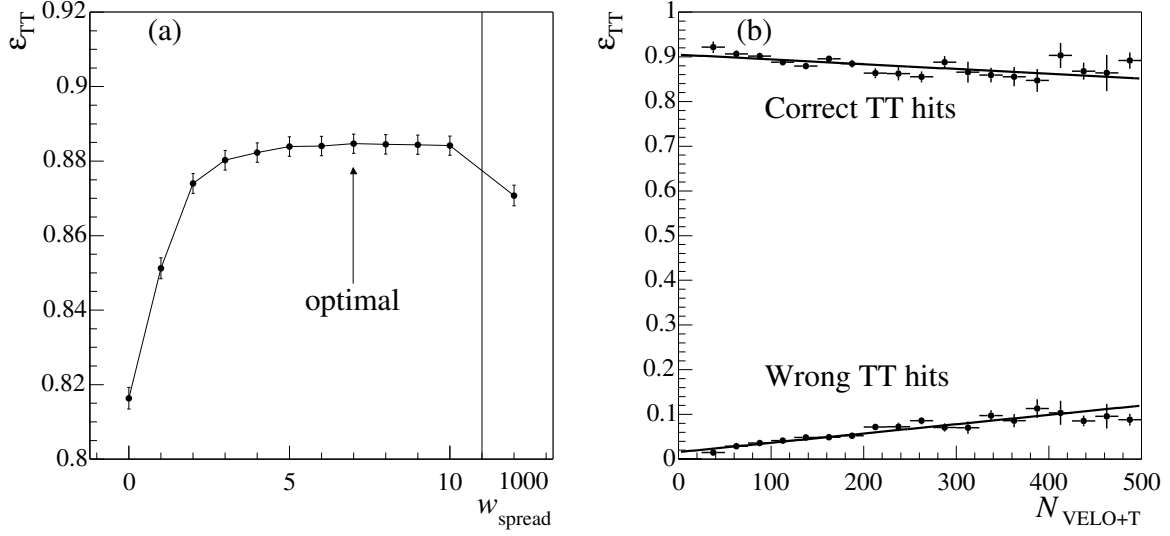 (a)
ε_TT
0.92
0.9
0.88
0.86
0.84
0.82
0.8
optimal
0 5 10 1000
w_spread
(b)
ε_TT
1
0.9
0.8
0.7
0.6
0.5
0.4
0.3
0.2
0.1
0
Correct TT hits
Wrong TT hits
0 100 200 300 400 500
N_VELO+T